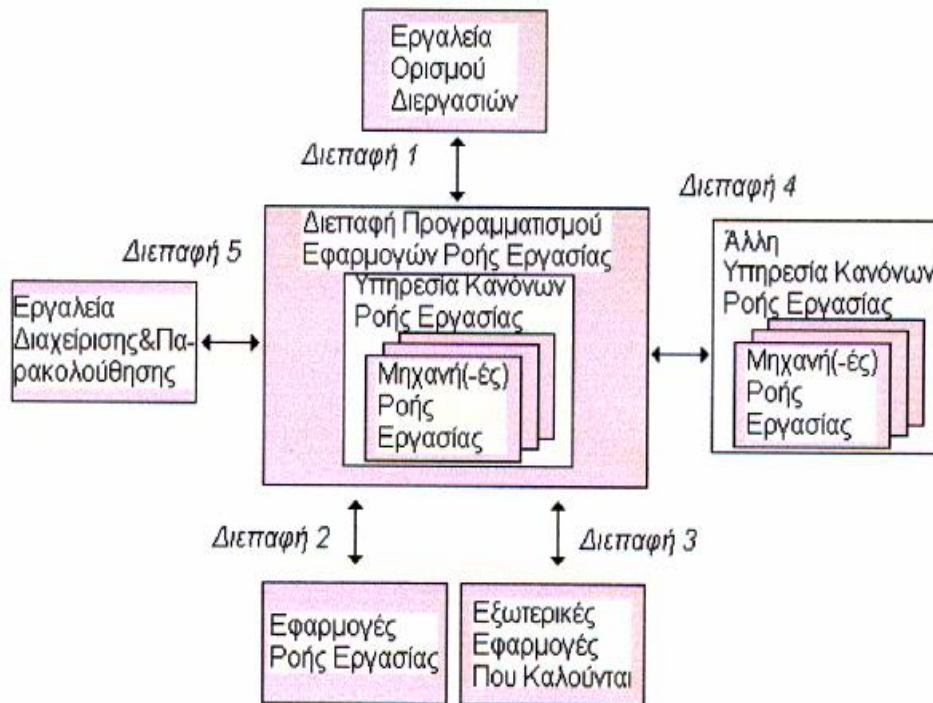 Εργαλεία
Ορισμού
Διεργασιών
Διεπαφή 1
Διεπαφή 4
Διεπαφή Προγραμματισμού
Εφαρμογών Ροής Εργασίας
Υπηρεσία Κανόνων
Ροής Εργασίας
Μηχανή(-ές)
Ροής
Εργασίας
Διεπαφή 5
Εργαλεία
Διαχείρισης&Πα-
ρακολούθησης
Άλλη
Υπηρεσία Κανόνων
Ροής Εργασίας
Μηχανή(-ές)
Ροής
Εργασίας
Διεπαφή 2
Διεπαφή 3
Εφαρμογές
Ροής Εργασίας
Εξωτερικές
Εφαρμογές
Που Καλούνται